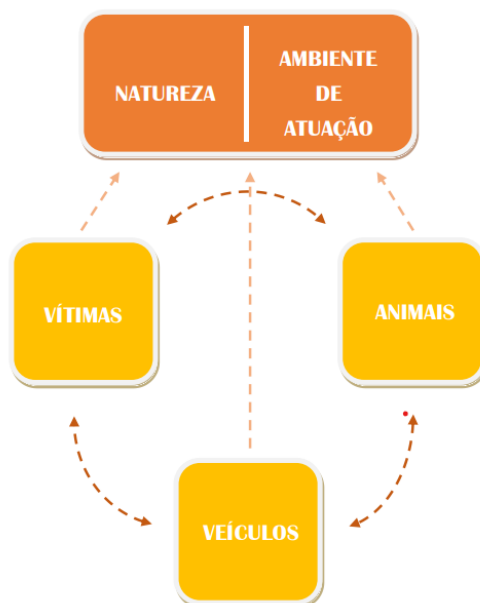 NATUREZA
AMBIENTE
DE
ATUAÇÃO
VÍTIMAS
ANIMAIS
VEÍCULOS